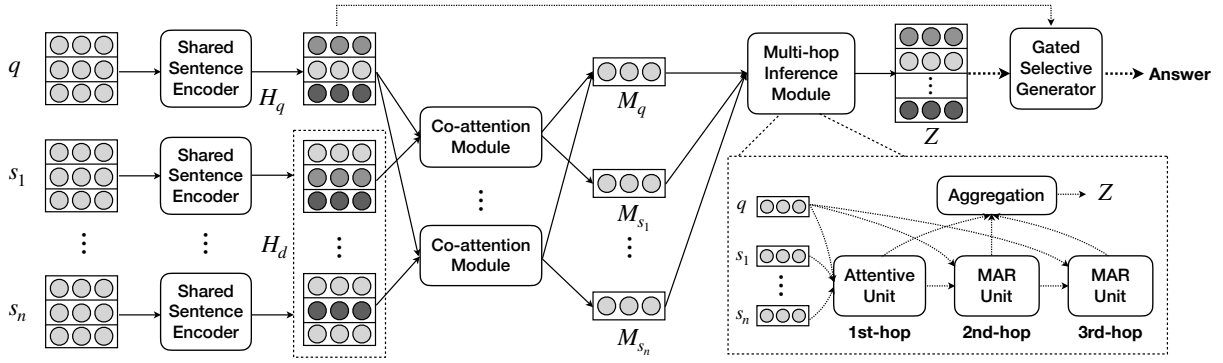 q
Shared
Sentence
Encoder
H_q
s_1
Shared
Sentence
Encoder
⋮
⋮
H_d
⋮
s_n
Shared
Sentence
Encoder
Co-attention
Module
⋮
Co-attention
Module
M_q
M_{s_1}
⋮
M_{s_n}
Multi-hop
Inference
Module
⋮
Z
Gated
Selective
Generator
Answer
Aggregation
Z
q
s_1
⋮
s_n
Attentive
Unit
1st-hop
MAR
Unit
2nd-hop
MAR
Unit
3rd-hop